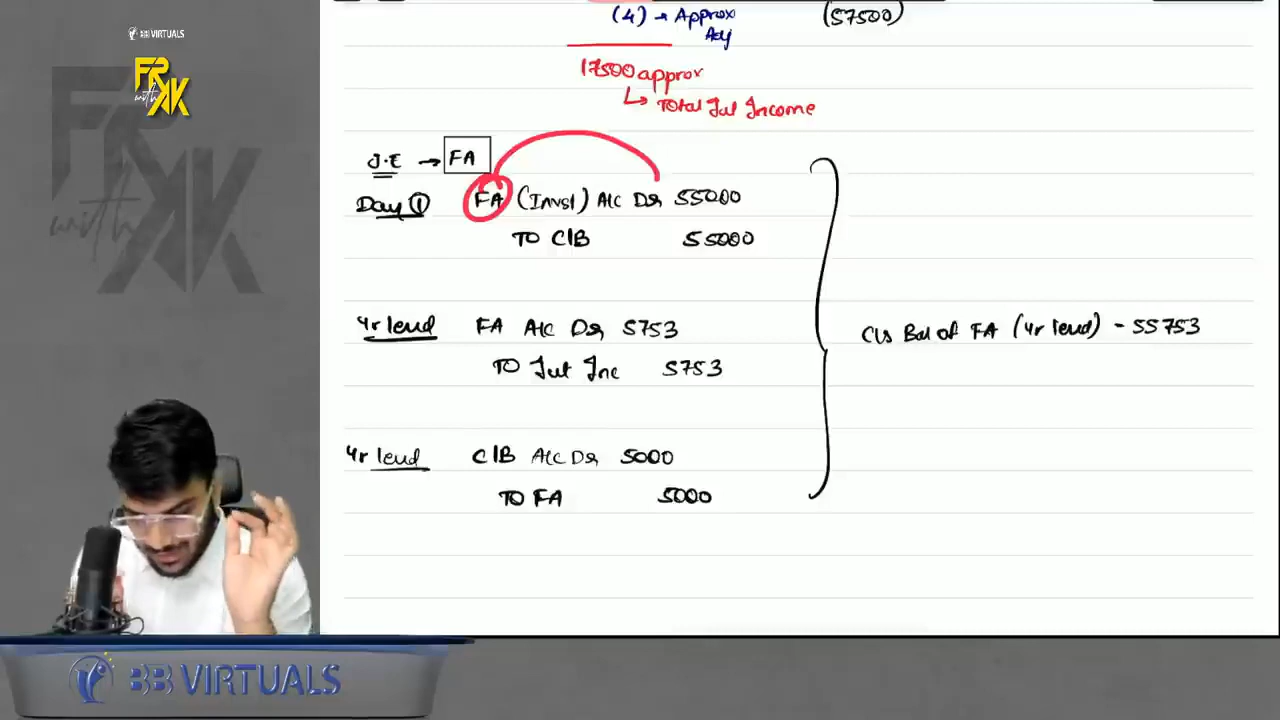 BB VIRTUALS
FR
with
KK
(4) → Approx (57500)
Adj
17500 approx
↳ Total Int Income
J.E → FA
Day ① FA (Invst) A/c Dr 55000
TO C/B 55000
Yr end FA A/c Dr 5753
TO Int Inc 5753
Cls Bal of FA (Yr end) - 55753
Yr end C/B A/c Dr 5000
TO FA 5000
BB VIRTUALS